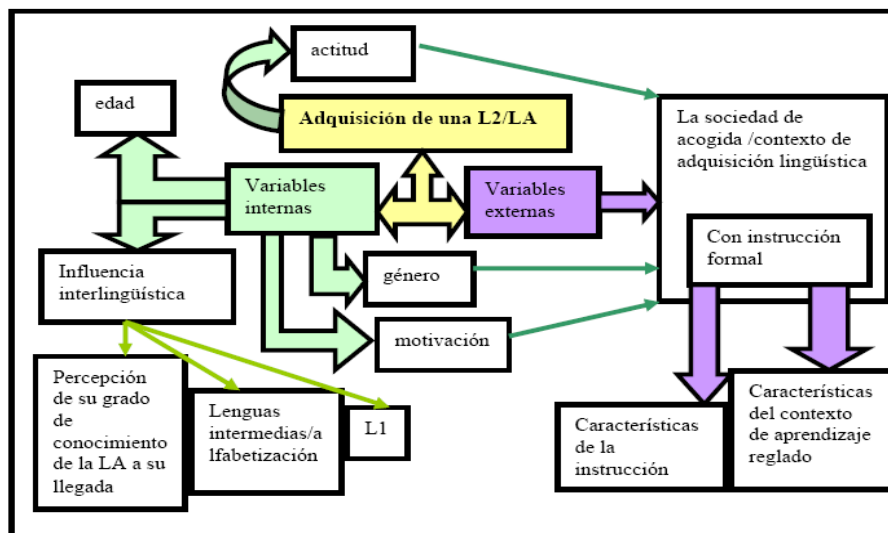 actitud
edad
Adquisición de una L2/LA
La sociedad de
acogida /contexto de
adquisición lingüística
Variables
internas
Variables
externas
Con instrucción
formal
Influencia
interlingüística
género
motivación
Percepción
de su grado
de
conocimiento
de la LA a su
llegada
Lenguas
intermedias/a
lfabetización
L1
Características
de la
instrucción
Características
del contexto
de aprendizaje
reglado